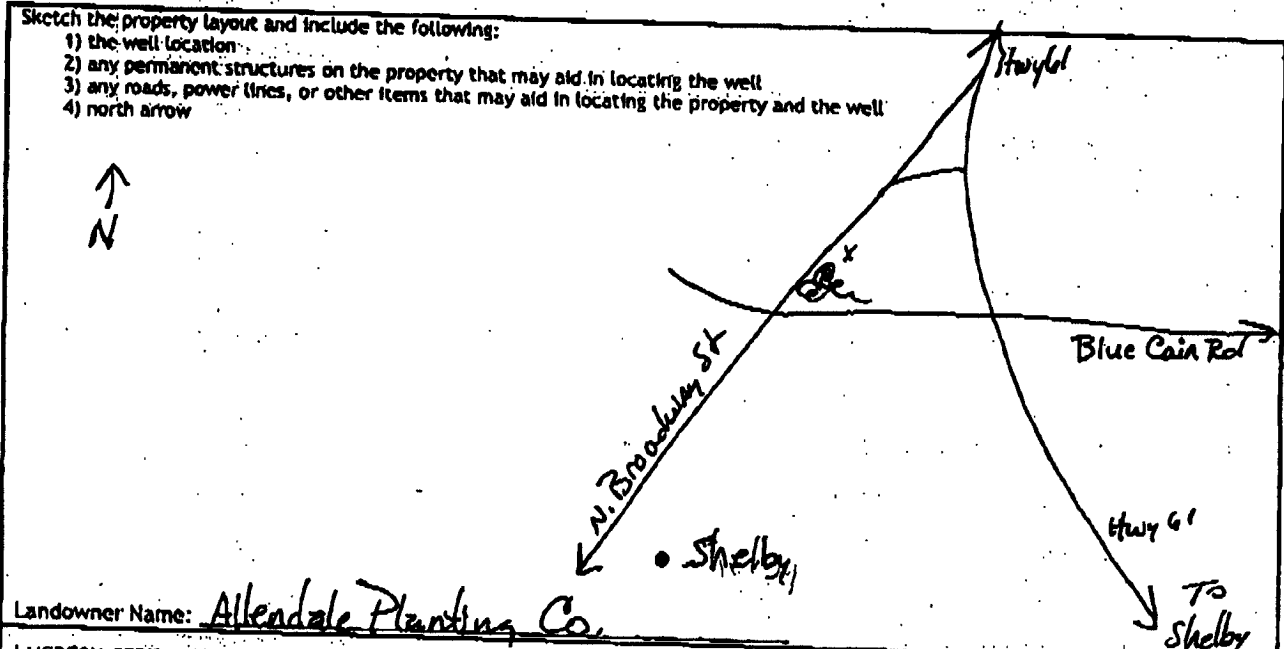 Sketch the property layout and include the following:
1) the well location
2) any permanent structures on the property that may aid in locating the well
3) any roads, power lines, or other items that may aid in locating the property and the well
4) north arrow
Hwy 61
N
x
Blue Cain Rd
N. Broadway St
Hwy 61
Shelby
To
Shelby
Landowner Name: Allendale Planting Co.